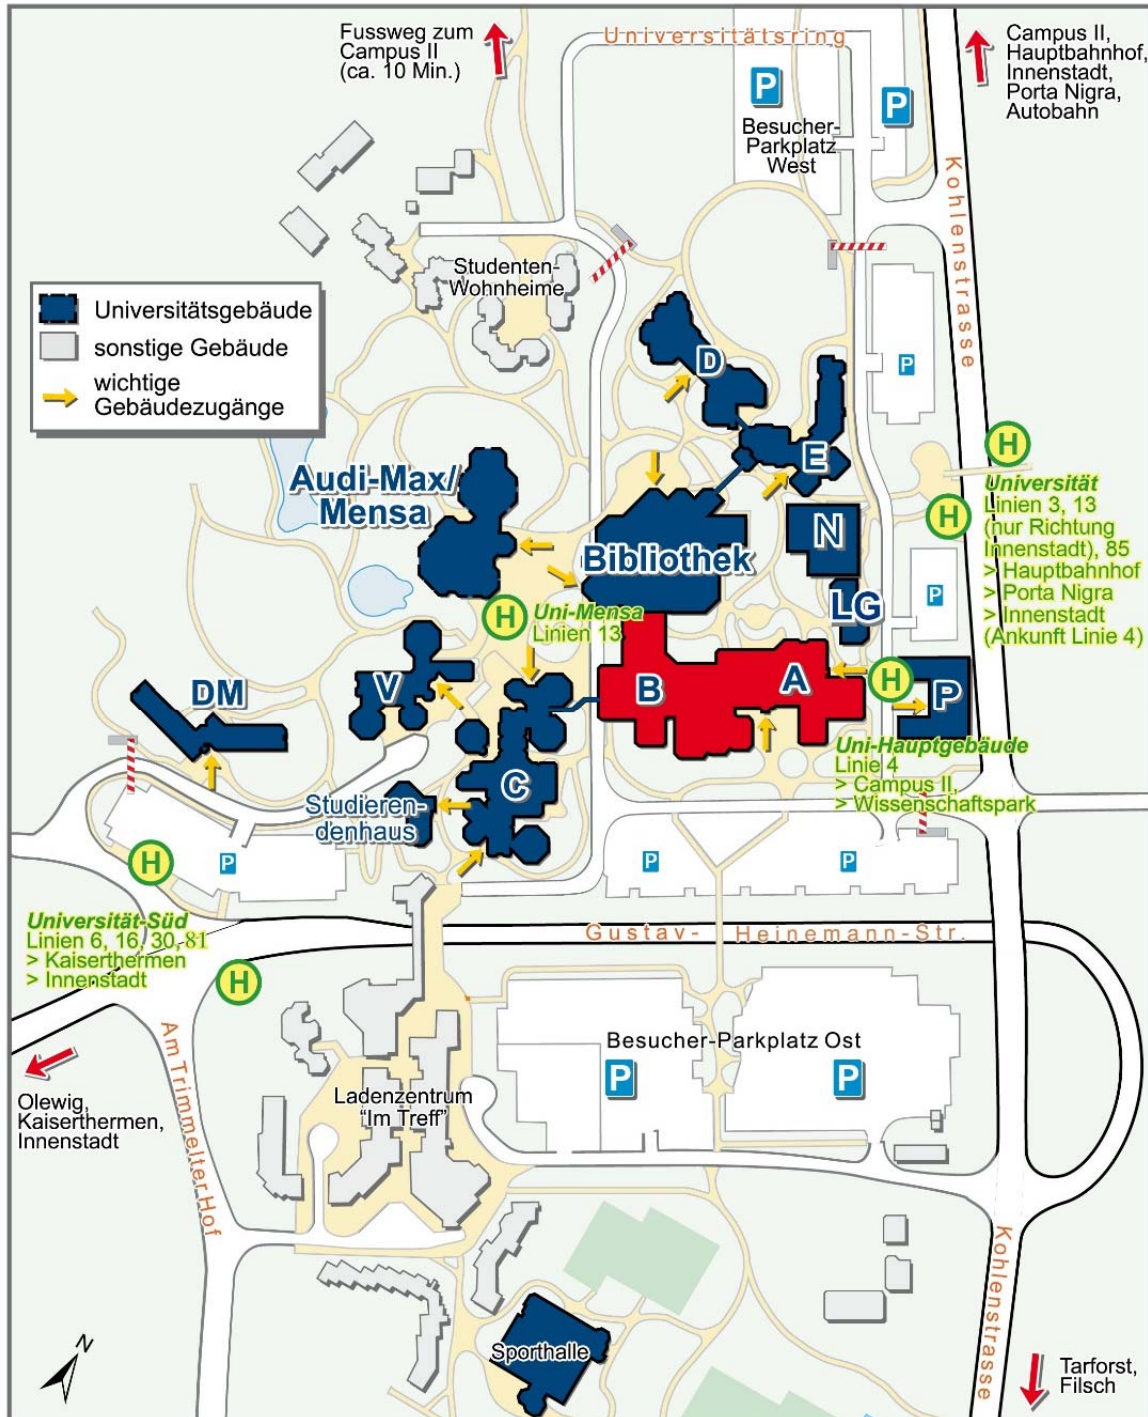 Fussweg zum
Campus II
(ca. 10 Min.)
Universitätsring
Campus II,
Hauptbahnhof,
Innenstadt,
Porta Nigra,
Autobahn
P
P
Besucher-
Parkplatz
West
Kohlenstrasse
Studenten-
Wohnheime
Universitätsgebäude
sonstige Gebäude
wichtige
Gebäudezugänge
D
P
E
H
Audi-Max/
Mensa
Universität
Linien 3, 13
(nur Richtung
Innenstadt), 85
> Hauptbahnhof
> Porta Nigra
> Innenstadt
(Ankunft Linie 4)
H
N
Bibliothek
P
LG
H
Uni-Mensa
Linien 13
DM
V
B
A
H
P
Uni-Hauptgebäude
Linie 4
> Campus II,
> Wissenschaftspark
C
Studieren-
denhaus
H
P
P
P
Universität-Süd
Linien 6, 16, 30, 81
> Kaiserthermen
> Innenstadt
Gustav- Heinemann-Str.
H
Am Trimmelter Hof
Besucher-Parkplatz Ost
P
P
Olewig,
Kaiserthermen,
Innenstadt
Ladenzentrum
"Im Treff"
Kohlenstrasse
N
Sporthalle
Tarforst,
Filsch